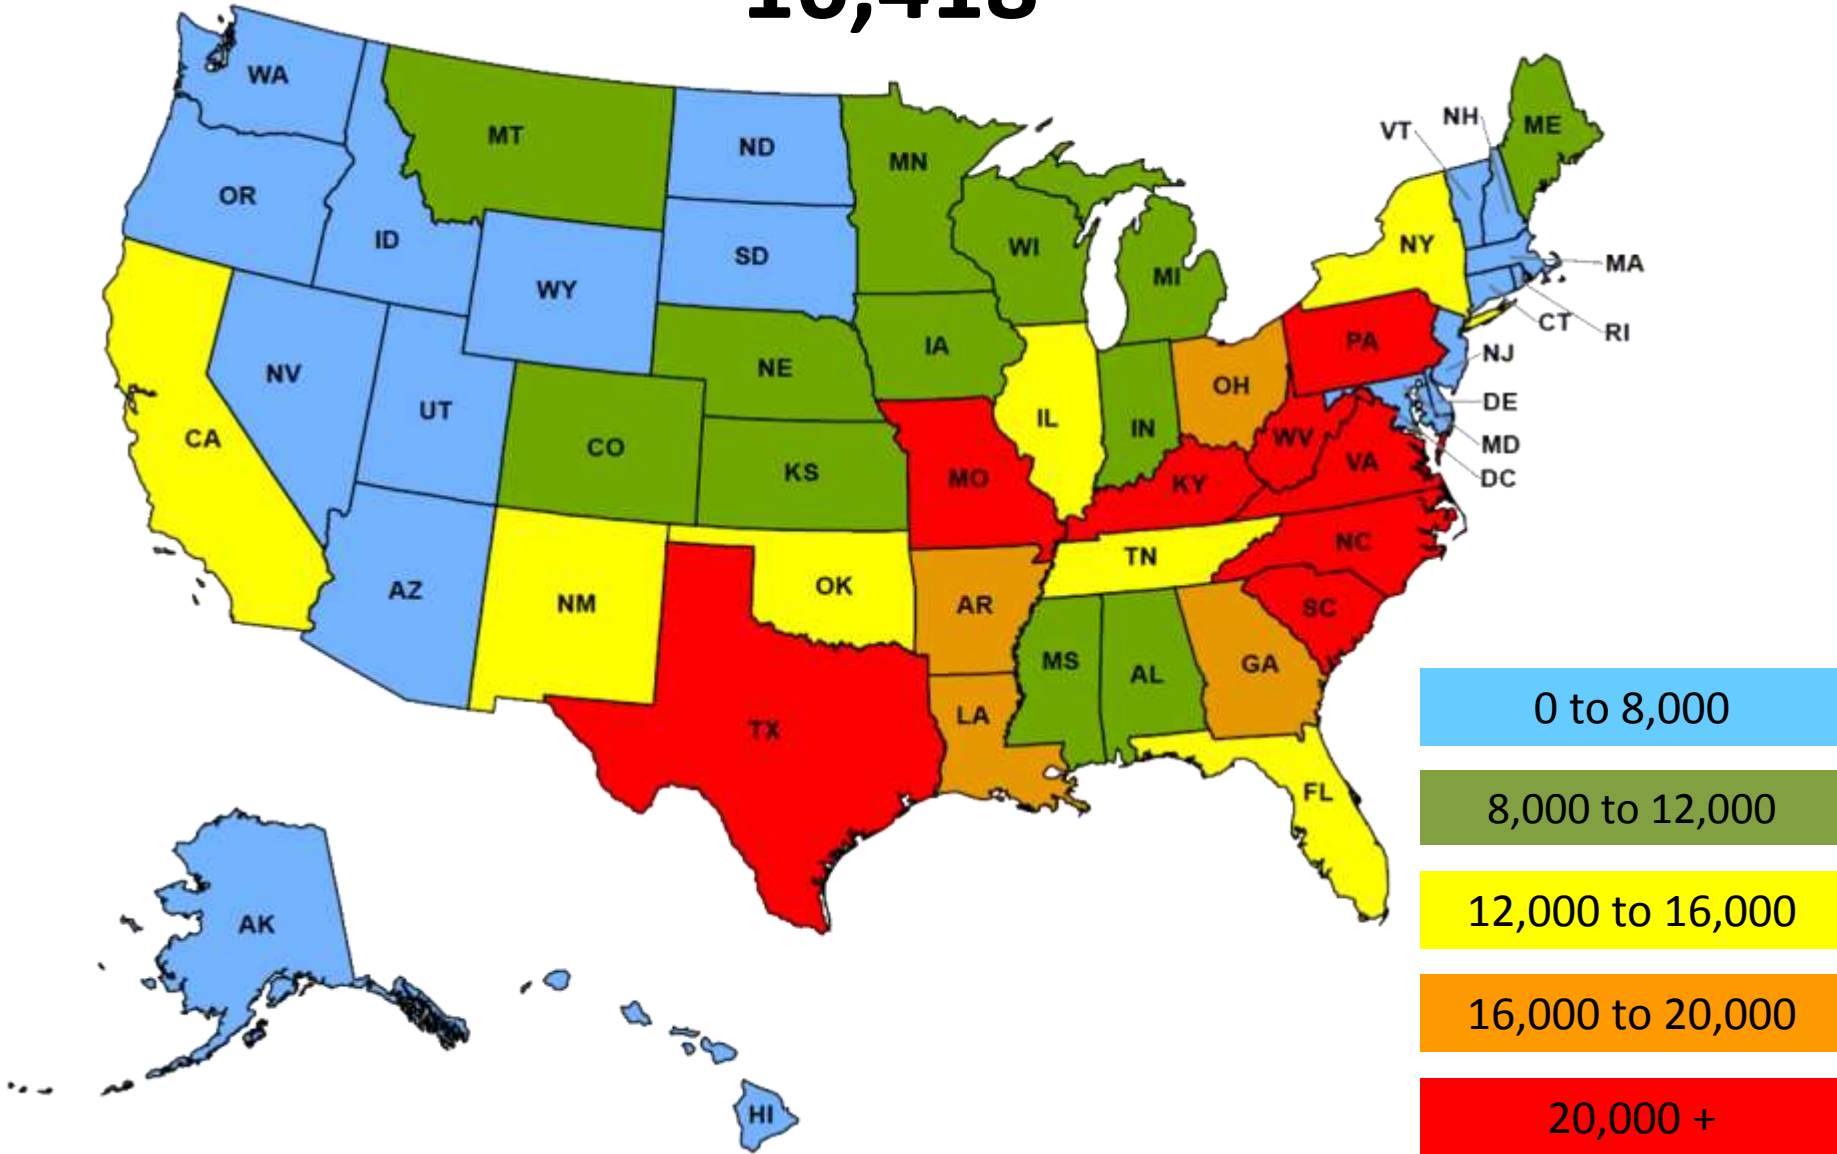 WA
MT
ND
MN
VT
NH
ME
OR
ID
SD
WI
MI
NY
MA
WY
CT
RI
NV
UT
NE
IA
PA
NJ
OH
DE
CA
CO
KS
IL
IN
WV
MD
VA
DC
MO
KY
AZ
NM
OK
TN
NC
AR
SC
MS
AL
GA
TX
LA
FL
AK
HI
0 to 8,000
8,000 to 12,000
12,000 to 16,000
16,000 to 20,000
20,000 +